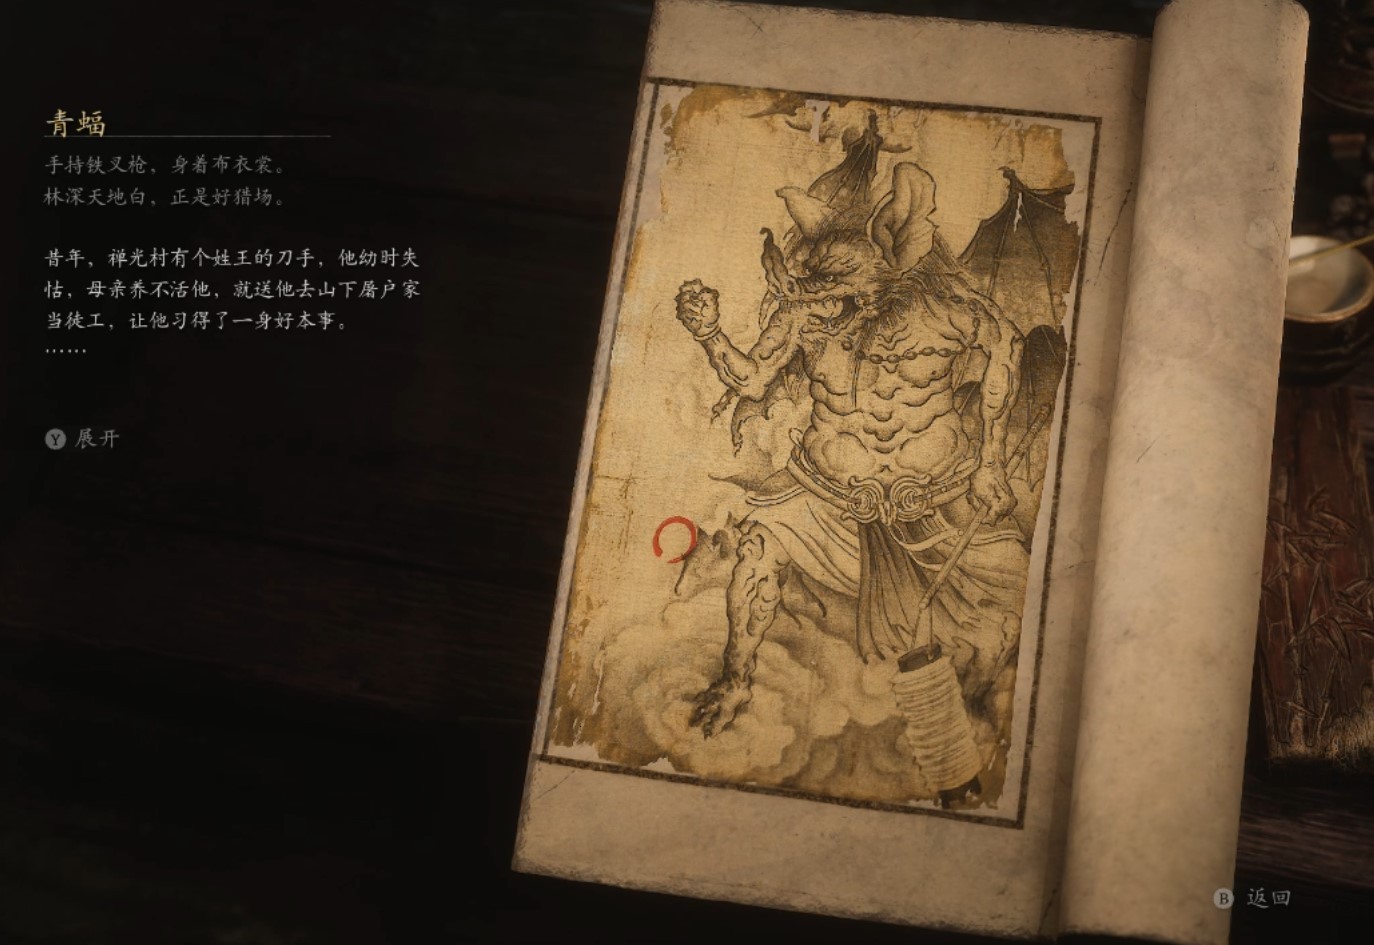 青蝠
手持铁叉枪，身着布衣裳。
林深天地白，正是好猎场。
昔年，禅光村有个姓王的刀手，他幼时失
怙，母亲养不活他，就送他去山下屠户家
当徒工，让他习得了一身好本事。
……
Y 展开
B 返回